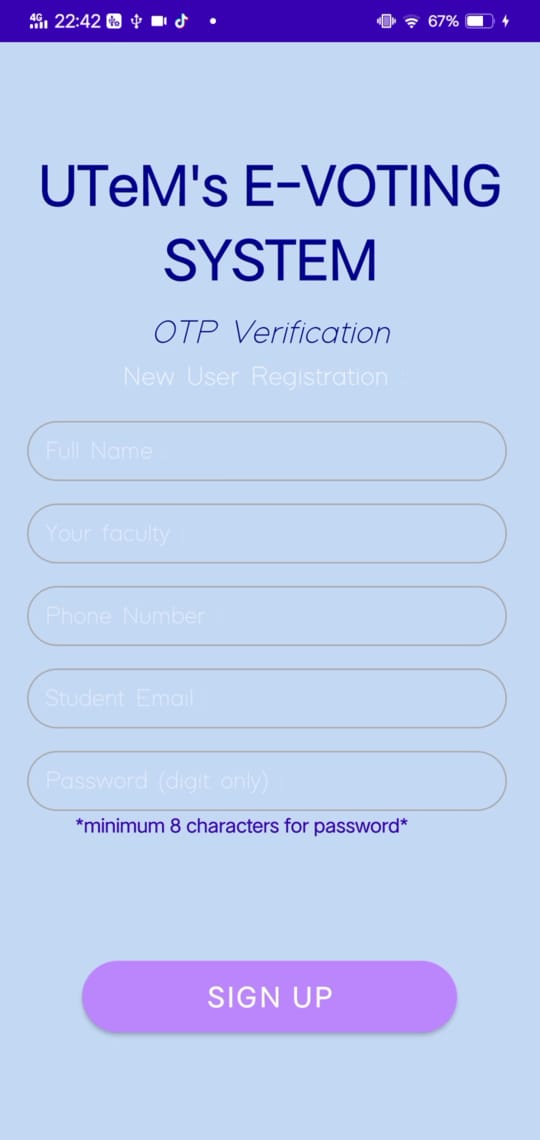 4G 22:42 67%
UTeM's E-VOTING
SYSTEM
OTP Verification
New User Registration :
Full Name :
Your faculty :
Phone Number :
Student Email :
Password (digit only) :
*minimum 8 characters for password*
SIGN UP